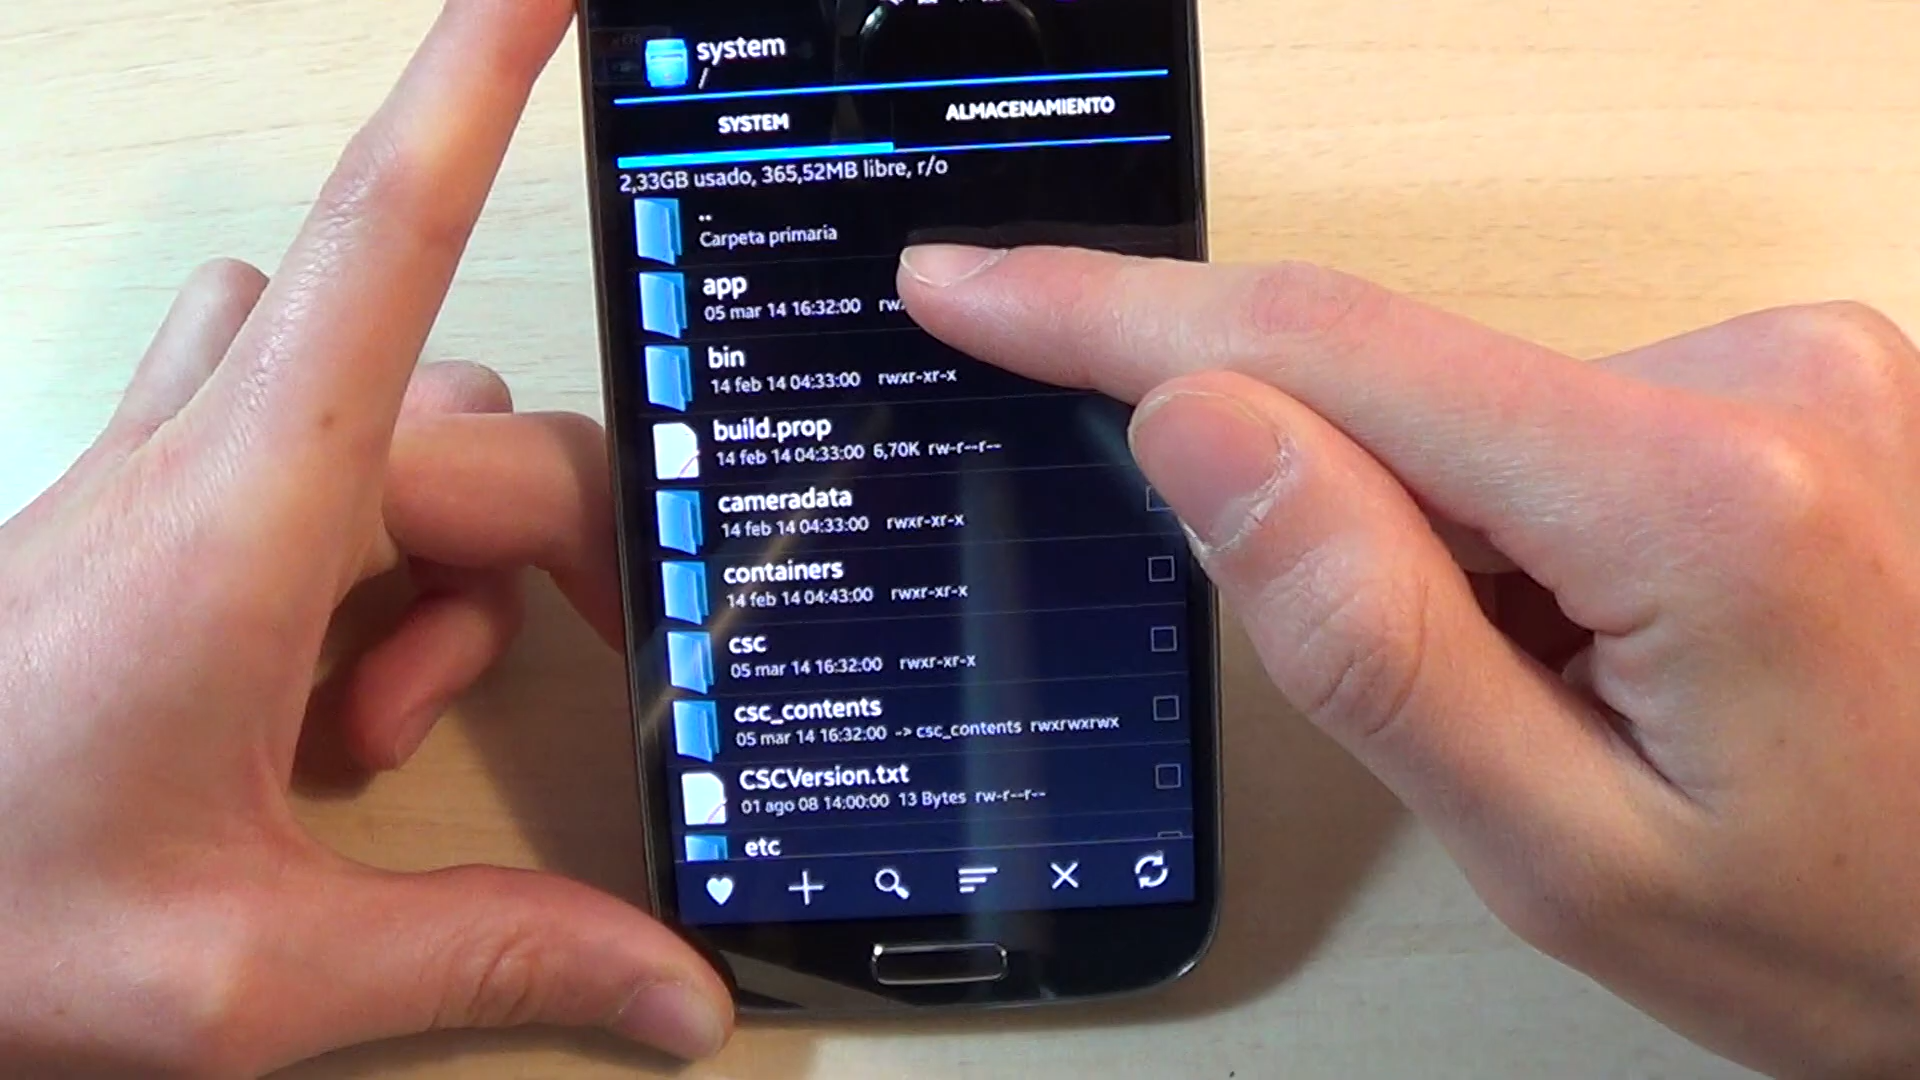 system
/
SYSTEM
ALMACENAMIENTO
2,33GB usado, 365,52MB libre, r/o
..
Carpeta primaria
app
05 mar 14 16:32:00 rw
bin
14 feb 14 04:33:00 rwxr-xr-x
build.prop
14 feb 14 04:33:00 6,70K rw-r--r--
cameradata
14 feb 14 04:33:00 rwxr-xr-x
containers
14 feb 14 04:43:00 rwxr-xr-x
csc
05 mar 14 16:32:00 rwxr-xr-x
csc_contents
05 mar 14 16:32:00 -> csc_contents rwxrwxrwx
CSCVersion.txt
01 ago 08 14:00:00 13 Bytes rw-r--r--
etc